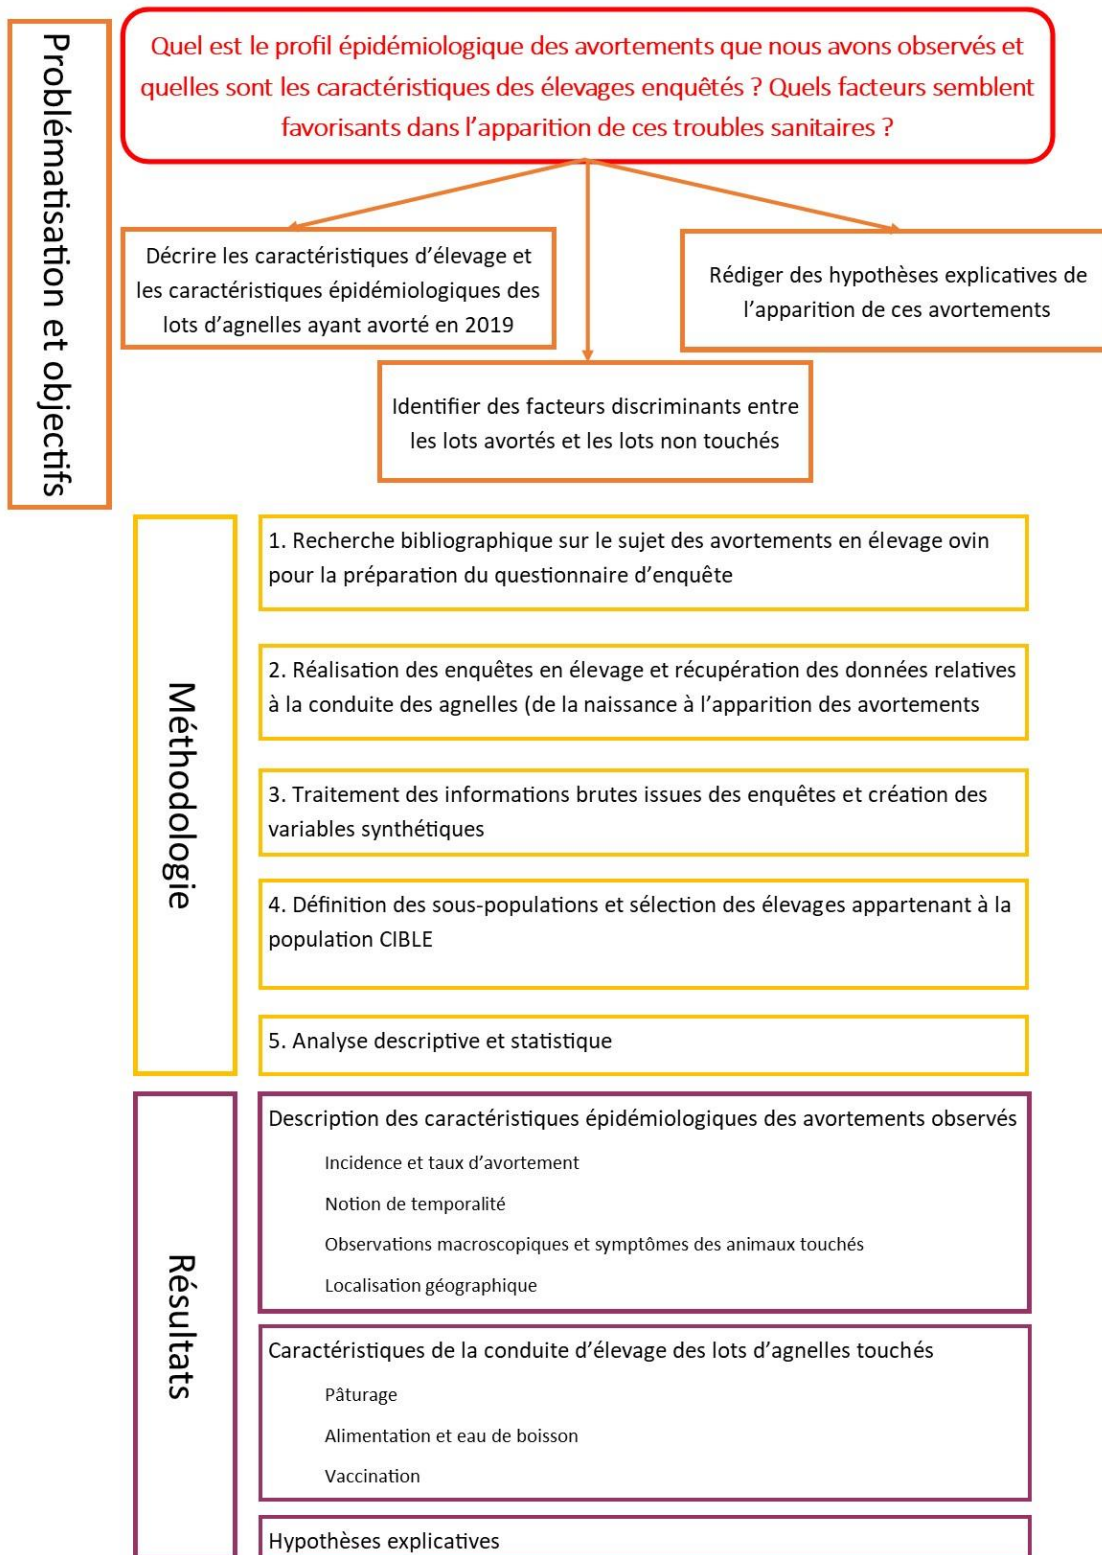 Problématisation et objectifs
Quel est le profil épidémiologique des avortements que nous avons observés et
quelles sont les caractéristiques des élevages enquêtés ? Quels facteurs semblent
favorisants dans l'apparition de ces troubles sanitaires ?
Décrire les caractéristiques d'élevage et
les caractéristiques épidémiologiques des
lots d'agnelles ayant avorté en 2019
Rédiger des hypothèses explicatives de
l'apparition de ces avortements
Identifier des facteurs discriminants entre
les lots avortés et les lots non touchés
Méthodologie
1. Recherche bibliographique sur le sujet des avortements en élevage ovin
pour la préparation du questionnaire d'enquête
2. Réalisation des enquêtes en élevage et récupération des données relatives
à la conduite des agnelles (de la naissance à l'apparition des avortements
3. Traitement des informations brutes issues des enquêtes et création des
variables synthétiques
4. Définition des sous-populations et sélection des élevages appartenant à la
population CIBLE
5. Analyse descriptive et statistique
Résultats
Description des caractéristiques épidémiologiques des avortements observés
Incidence et taux d'avortement
Notion de temporalité
Observations macroscopiques et symptômes des animaux touchés
Localisation géographique
Caractéristiques de la conduite d'élevage des lots d'agnelles touchés
Pâturage
Alimentation et eau de boisson
Vaccination
Hypothèses explicatives